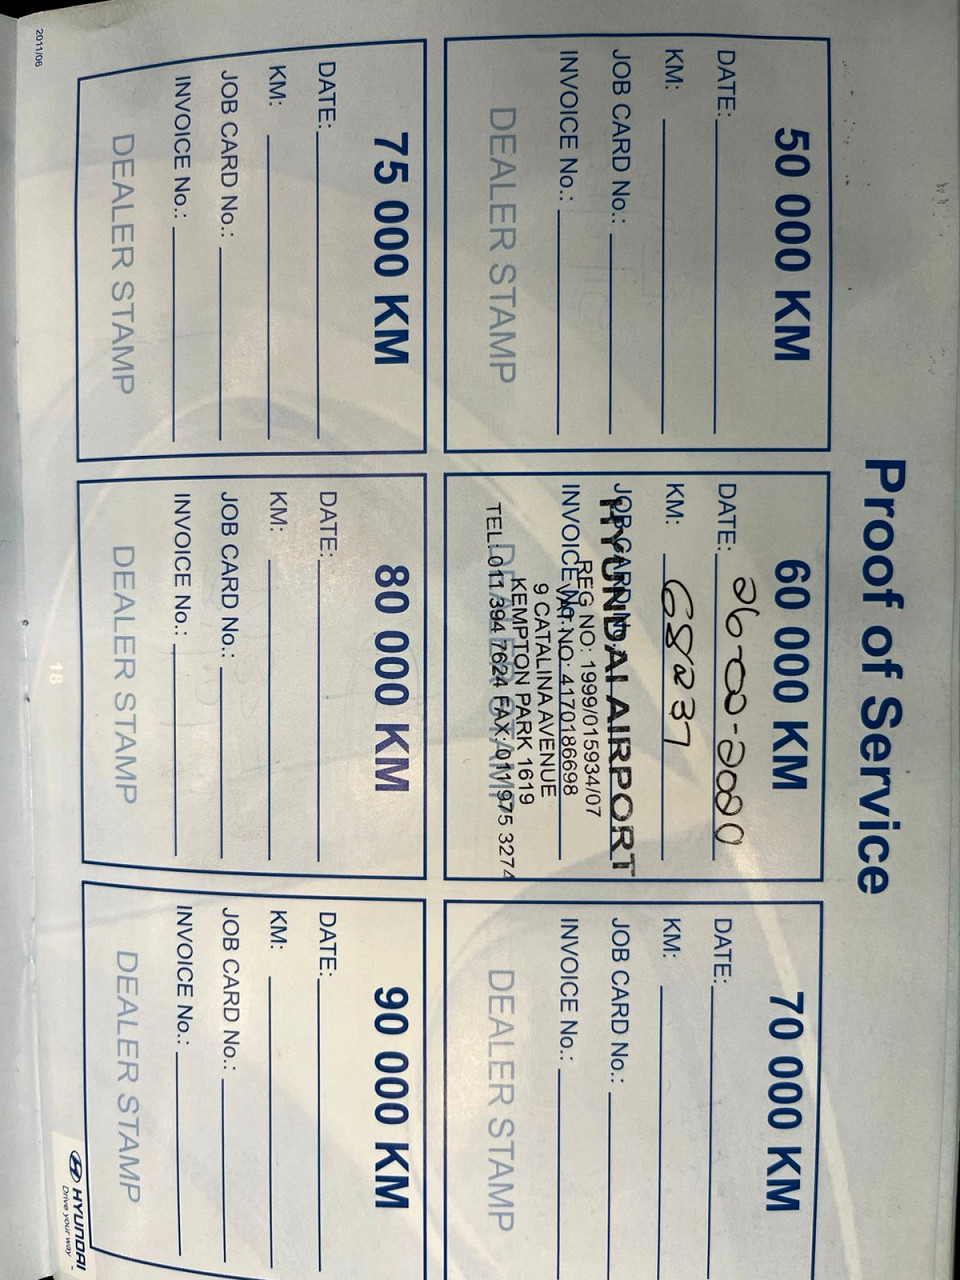 Proof of Service
50 000 KM
DATE:
KM:
JOB CARD No.:
INVOICE No.:
DEALER STAMP
60 000 KM
DATE:
KM: 68237
JOB CARD No.:
INVOICE No.:
DEALER STAMP
HYUNDAI AIRPORT
REG NO: 1999/015934/07
VAT NO: 4170186698
9 CATALINA AVENUE
KEMPTON PARK 1619
TEL: 011 394 7624 FAX: 011 975 3274
70 000 KM
DATE:
KM:
JOB CARD No.:
INVOICE No.:
DEALER STAMP
75 000 KM
DATE:
KM:
JOB CARD No.:
INVOICE No.:
DEALER STAMP
80 000 KM
DATE:
KM:
JOB CARD No.:
INVOICE No.:
DEALER STAMP
90 000 KM
DATE:
KM:
JOB CARD No.:
INVOICE No.:
DEALER STAMP
2011/06
18
HYUNDAI
Drive your way™